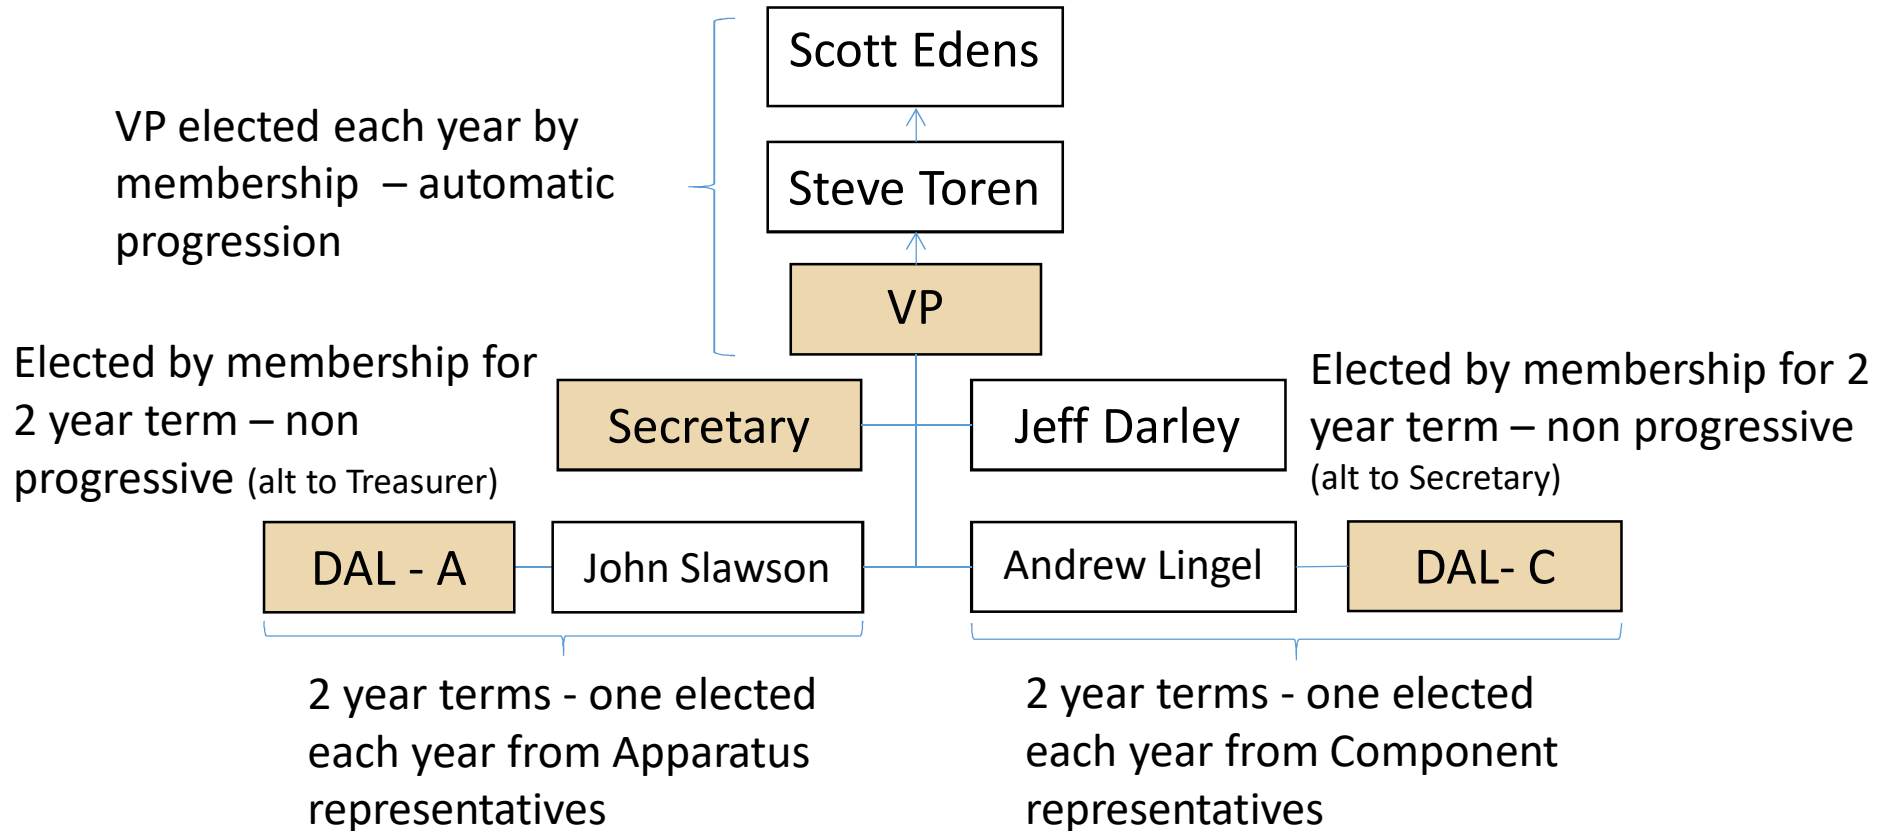 Scott Edens
VP elected each year by
membership – automatic
progression
Steve Toren
VP
Elected by membership for
2 year term – non
progressive (alt to Treasurer)
Secretary
Jeff Darley
Elected by membership for 2
year term – non progressive
(alt to Secretary)
DAL - A
John Slawson
Andrew Lingel
DAL- C
2 year terms - one elected
each year from Apparatus
representatives
2 year terms - one elected
each year from Component
representatives